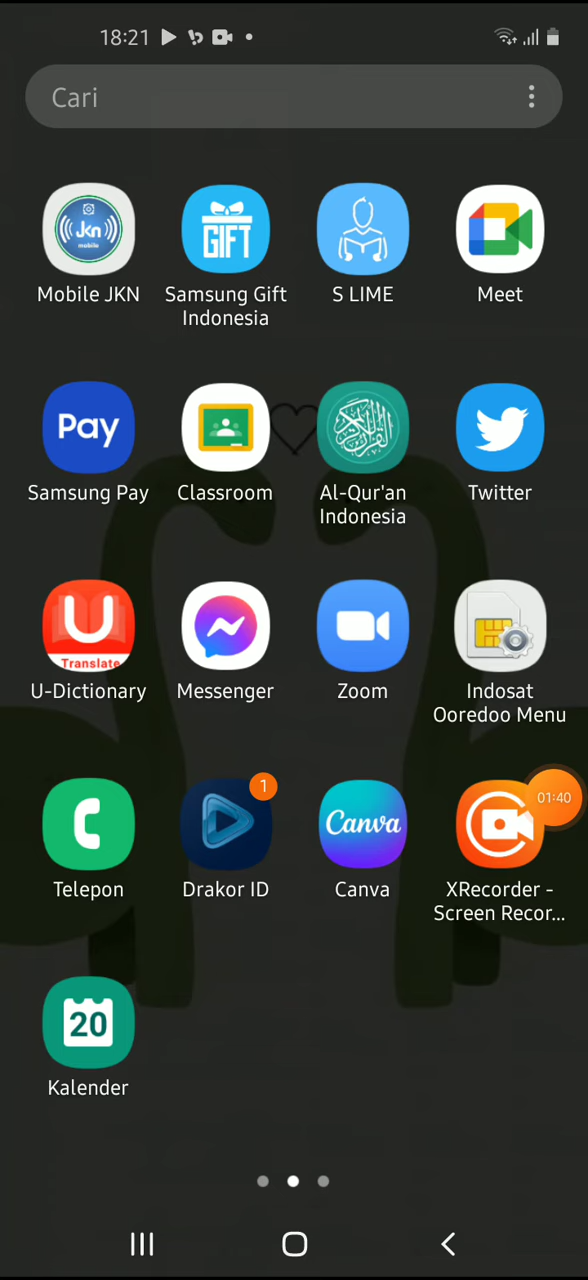 18:21
Cari
Jkn
mobile
GIFT
Mobile JKN
Samsung Gift
Indonesia
S LIME
Meet
Pay
Samsung Pay
Classroom
Al-Qur'an
Indonesia
Twitter
U
Translate
U-Dictionary
Messenger
Zoom
Indosat
Ooredoo Menu
1
Canva
01:40
Telepon
Drakor ID
Canva
XRecorder -
Screen Recor...
20
Kalender